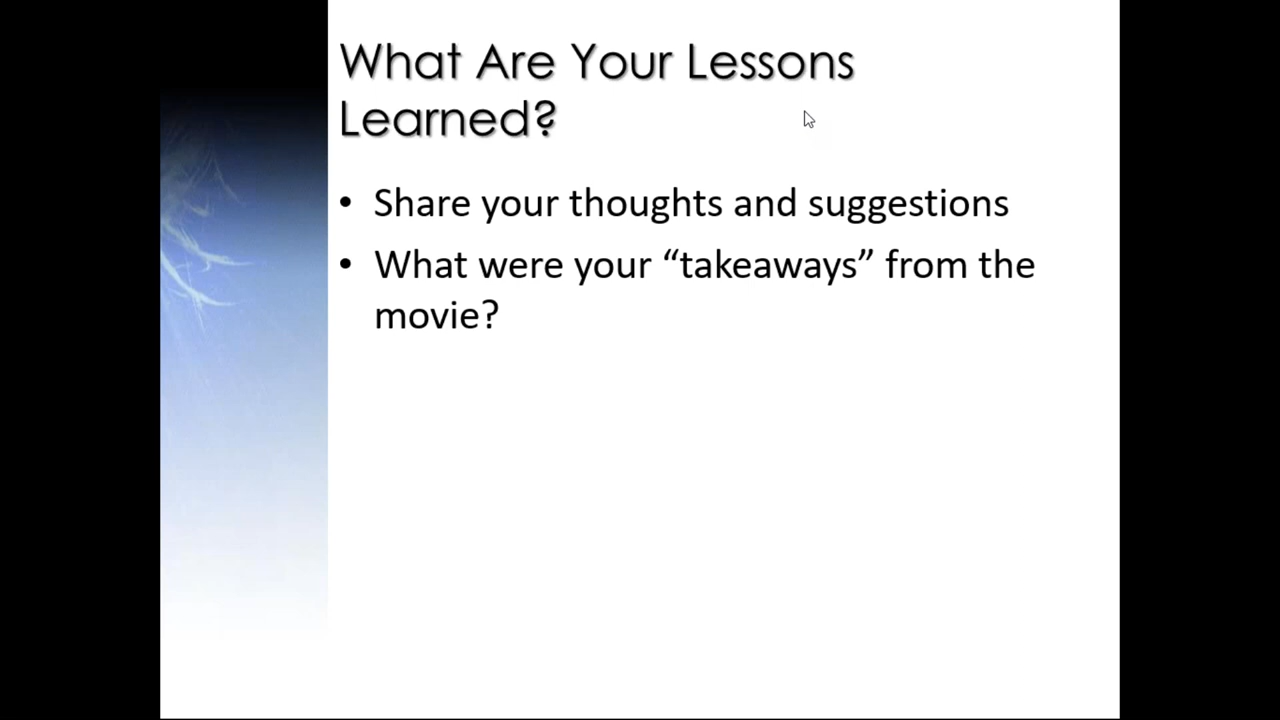 What Are Your Lessons
Learned?
• Share your thoughts and suggestions
• What were your “takeaways” from the
movie?